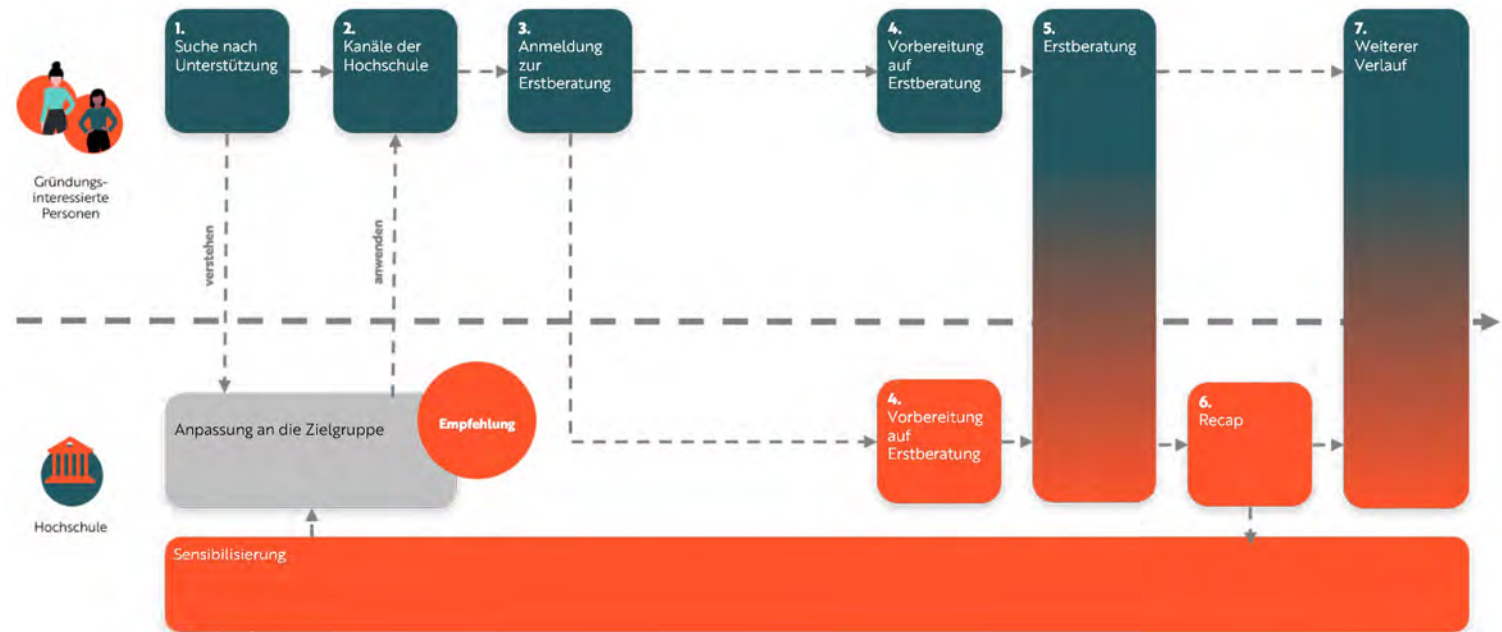 1.
Suche nach
Unterstützung
2.
Kanäle der
Hochschule
3.
Anmeldung
zur
Erstberatung
4.
Vorbereitung
auf
Erstberatung
5.
Erstberatung
7.
Weiterer
Verlauf
Gründungs-
interessierte
Personen
verstehen
anwenden
Anpassung an die Zielgruppe
Empfehlung
4.
Vorbereitung
auf
Erstberatung
6.
Recap
Hochschule
Sensibilisierung